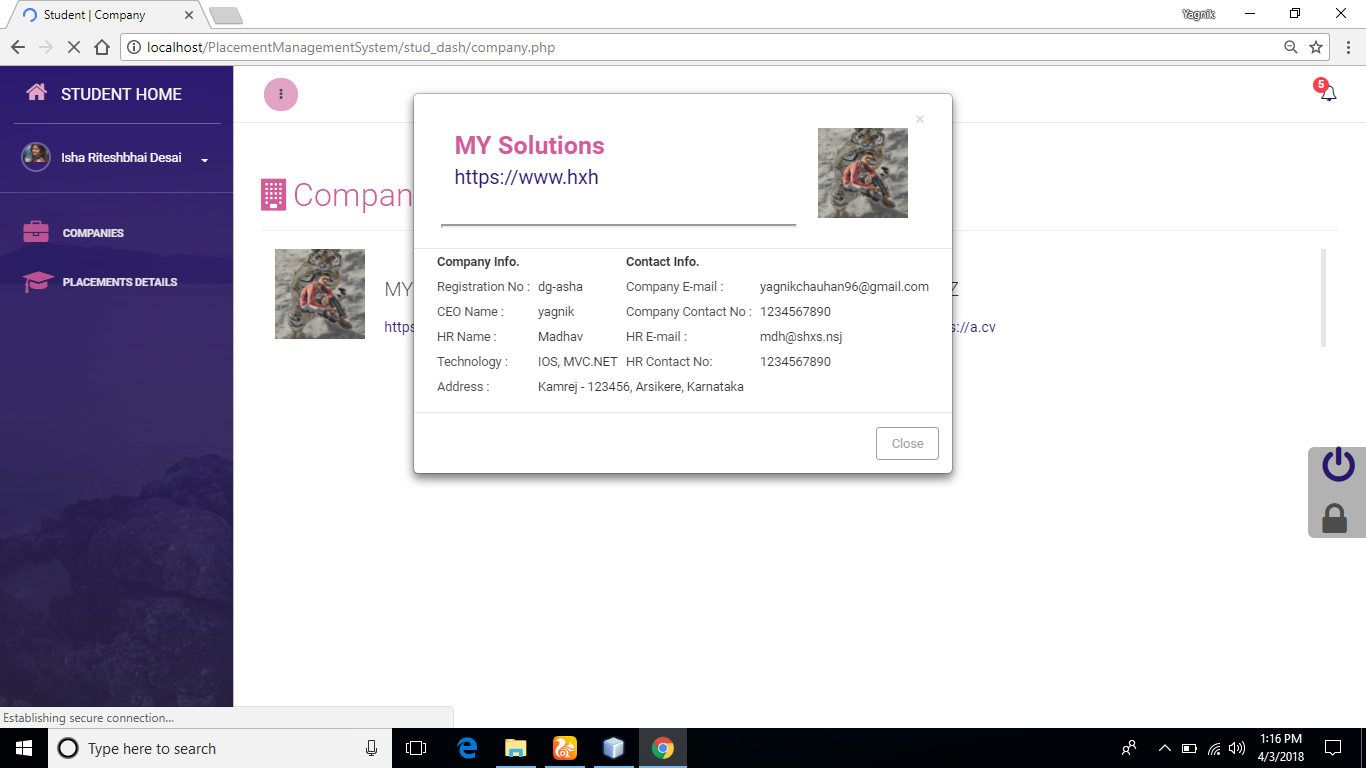 Student | Company
Yagnik
localhost/PlacementManagementSystem/stud_dash/company.php
STUDENT HOME
5
Isha Riteshbhai Desai
COMPANIES
PLACEMENTS DETAILS
Compan
MY
https
Z
s://a.cv
×
MY Solutions
https://www.hxh
Company Info. Contact Info.
Registration No : dg-asha Company E-mail : yagnikchauhan96@gmail.com
CEO Name : yagnik Company Contact No : 1234567890
HR Name : Madhav HR E-mail : mdh@shxs.nsj
Technology : IOS, MVC.NET HR Contact No: 1234567890
Address : Kamrej - 123456, Arsikere, Karnataka
Close
Establishing secure connection...
Type here to search
1:16 PM
4/3/2018